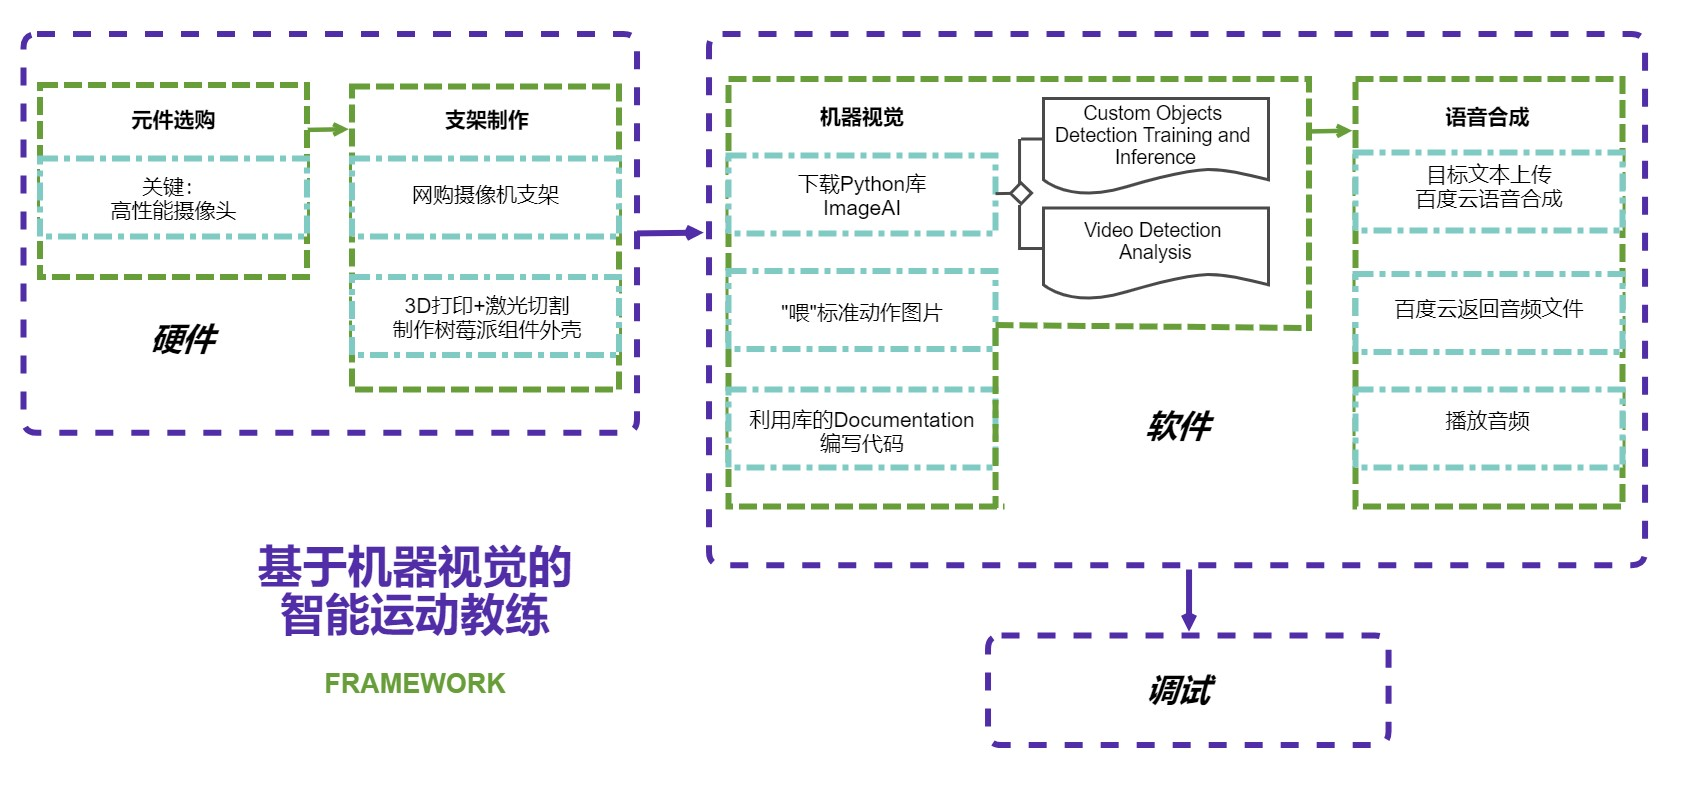 元件选购
关键：
高性能摄像头
支架制作
网购摄像机支架
3D打印+激光切割
制作树莓派组件外壳
硬件
机器视觉
下载Python库
ImageAI
Custom Objects
Detection Training and
Inference
Video Detection
Analysis
"喂"标准动作图片
利用库的Documentation
编写代码
软件
语音合成
目标文本上传
百度云语音合成
百度云返回音频文件
播放音频
基于机器视觉的
智能运动教练
FRAMEWORK
调试